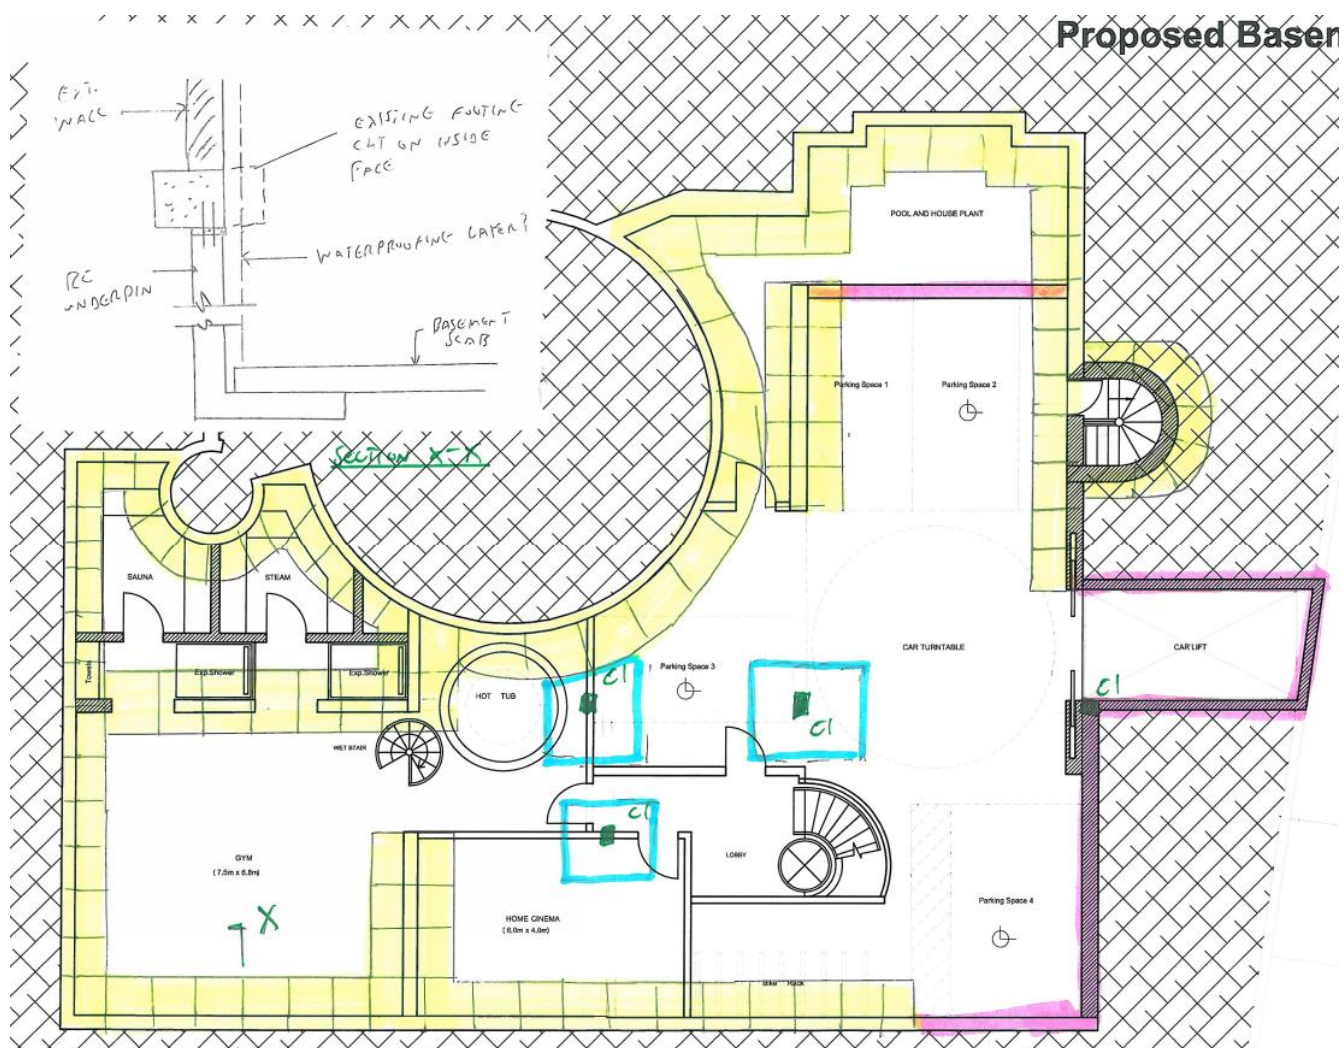 Proposed Basem
EXT.
WALL
EXISTING FOOTING
CUT ON INSIDE
FACE
WATERPROOFING LAYER?
RC
UNDERPIN
BASEMENT
SLAB
SECTION X-X
POOL AND HOUSE PLANT
Parking Space 1
Parking Space 2
SAUNA
STEAM
Towels
Exp.Shower
Exp.Shower
HOT TUB
C1
Parking Space 3
C1
CAR TURNTABLE
CAR LIFT
C1
WET STAIR
C1
GYM
( 7.5m x 6.8m)
LOBBY
X
HOME CINEMA
( 6.0m x 4.0m)
Parking Space 4
Bike Rack